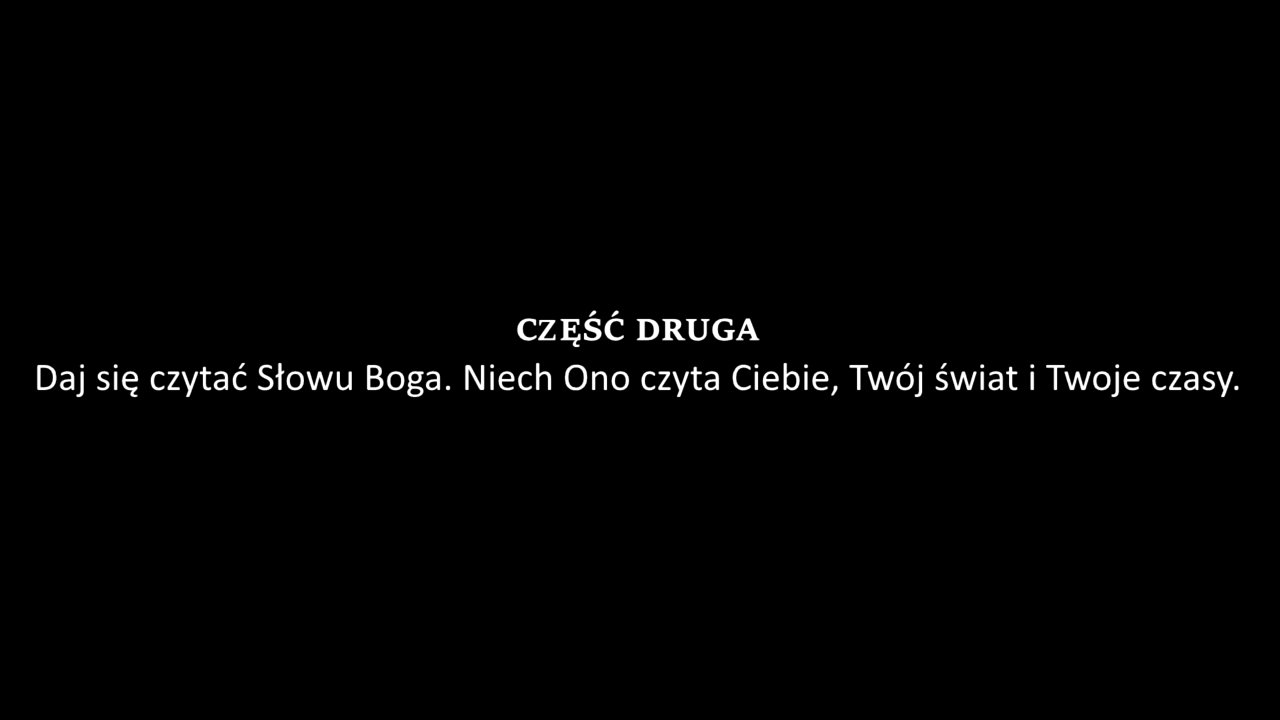 CZĘŚĆ DRUGA
Daj się czytać Słowu Boga. Niech Ono czyta Ciebie, Twój świat i Twoje czasy.